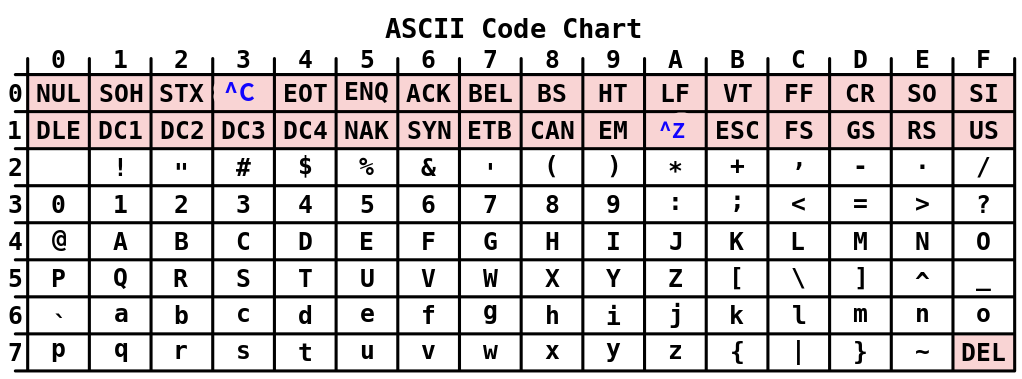 ASCII Code Chart
0 1 2 3 4 5 6 7 8 9 A B C D E F
0 NUL SOH STX ^C EOT ENQ ACK BEL BS HT LF VT FF CR SO SI
1 DLE DC1 DC2 DC3 DC4 NAK SYN ETB CAN EM ^Z ESC FS GS RS US
2 ! " # $ % & ' ( ) * + , - . /
3 0 1 2 3 4 5 6 7 8 9 : ; < = > ?
4 @ A B C D E F G H I J K L M N O
5 P Q R S T U V W X Y Z [ \ ] ^ _
6 ` a b c d e f g h i j k l m n o
7 p q r s t u v w x y z { | } ~ DEL